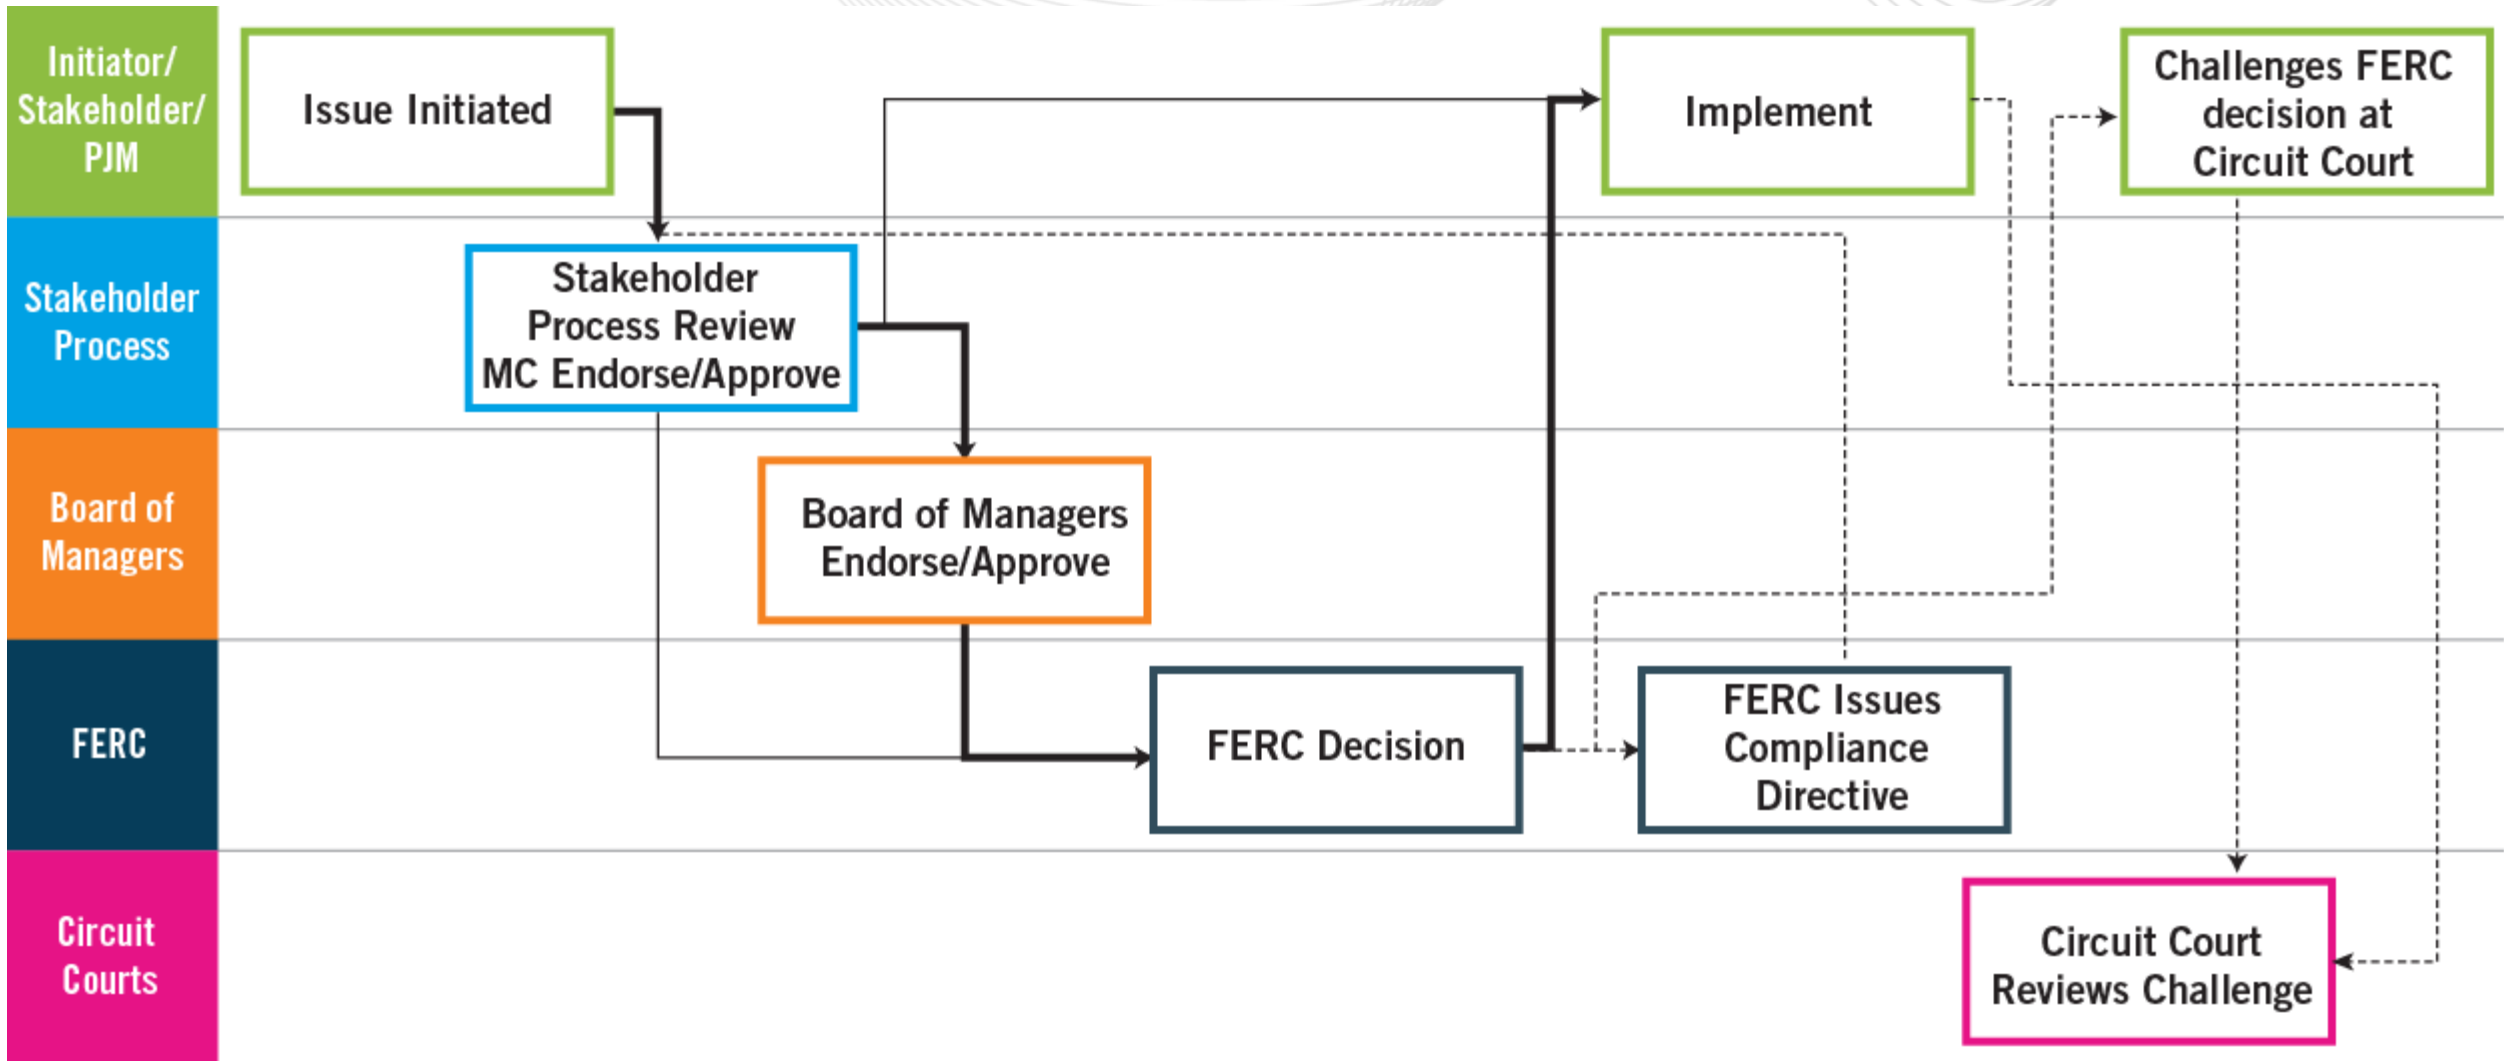 Initiator/
Stakeholder/
PJM
Issue Initiated
Implement
Challenges FERC
decision at
Circuit Court
Stakeholder
Process
Stakeholder
Process Review
MC Endorse/Approve
Board of
Managers
Board of Managers
Endorse/Approve
FERC
FERC Decision
FERC Issues
Compliance
Directive
Circuit
Courts
Circuit Court
Reviews Challenge